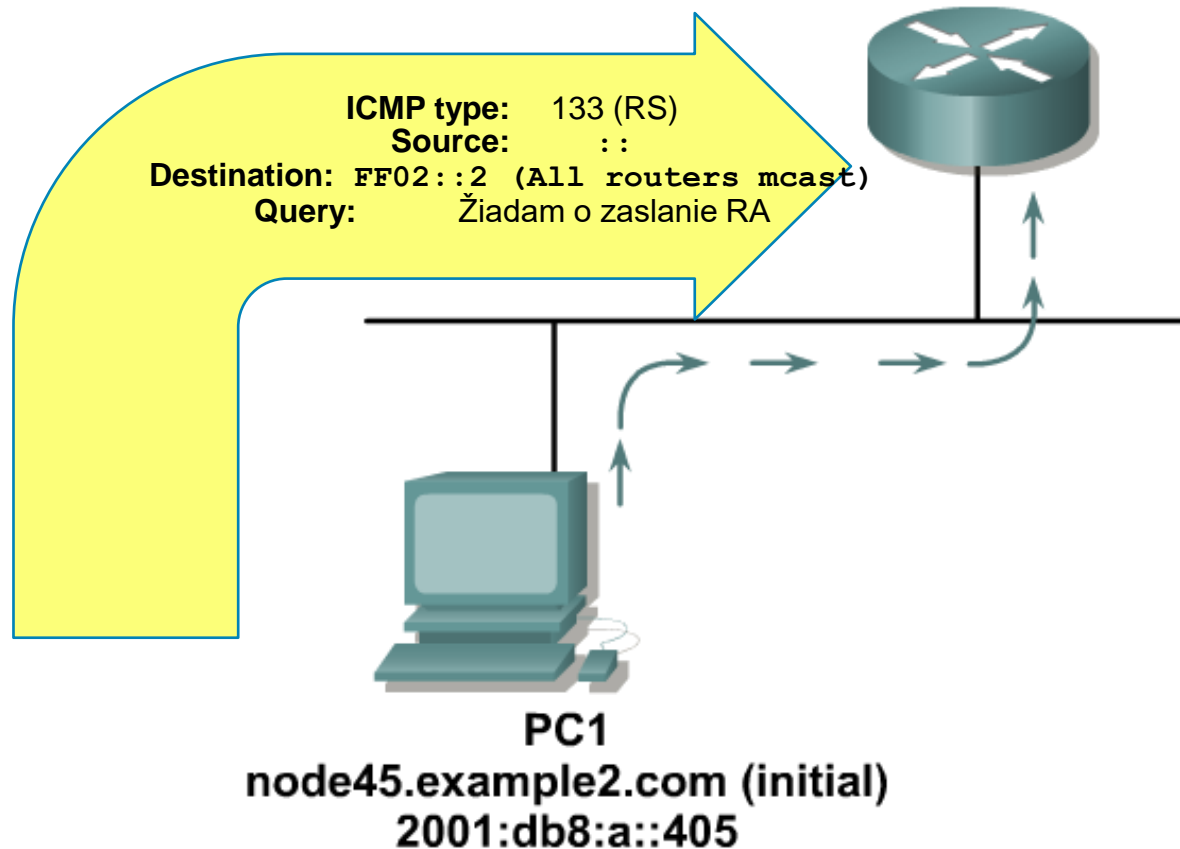 ICMP type: 133 (RS)
Source: ::
Destination: FF02::2 (All routers mcast)
Query: Žiadam o zaslanie RA
PC1
node45.example2.com (initial)
2001:db8:a::405